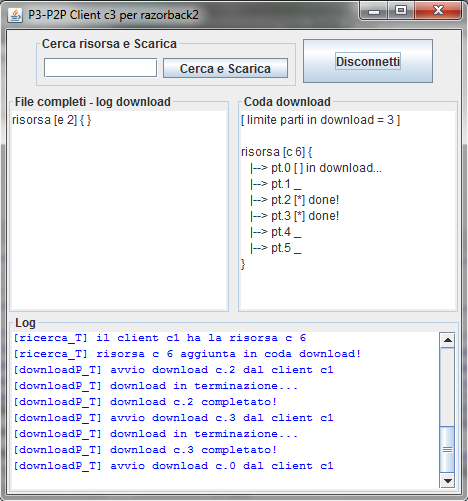 P3-P2P Client c3 per razorback2
Cerca risorsa e Scarica
Cerca e Scarica
Disconnetti
File completi - log download
risorsa [e 2] { }
Coda download
[ limite parti in download = 3 ]
risorsa [c 6] {
|--> pt.0 [ ] in download...
|--> pt.1 _
|--> pt.2 [*] done!
|--> pt.3 [*] done!
|--> pt.4 _
|--> pt.5 _
}
Log
[ricerca_T] il client c1 ha la risorsa c 6
[ricerca_T] risorsa c 6 aggiunta in coda download!
[downloadP_T] avvio download c.2 dal client c1
[downloadP_T] download in terminazione...
[downloadP_T] download c.2 completato!
[downloadP_T] avvio download c.3 dal client c1
[downloadP_T] download in terminazione...
[downloadP_T] download c.3 completato!
[downloadP_T] avvio download c.0 dal client c1